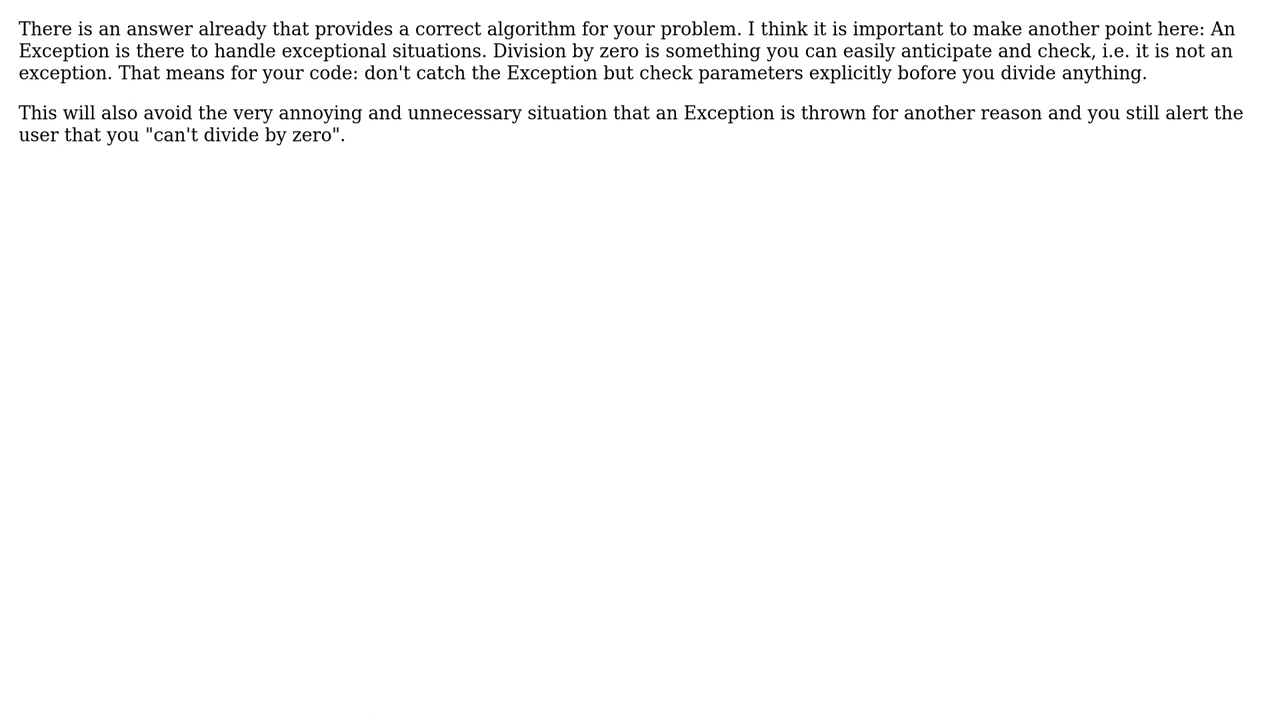 There is an answer already that provides a correct algorithm for your problem. I think it is important to make another point here: An
Exception is there to handle exceptional situations. Division by zero is something you can easily anticipate and check, i.e. it is not an
exception. That means for your code: don't catch the Exception but check parameters explicitly bofore you divide anything.
This will also avoid the very annoying and unnecessary situation that an Exception is thrown for another reason and you still alert the
user that you "can't divide by zero".